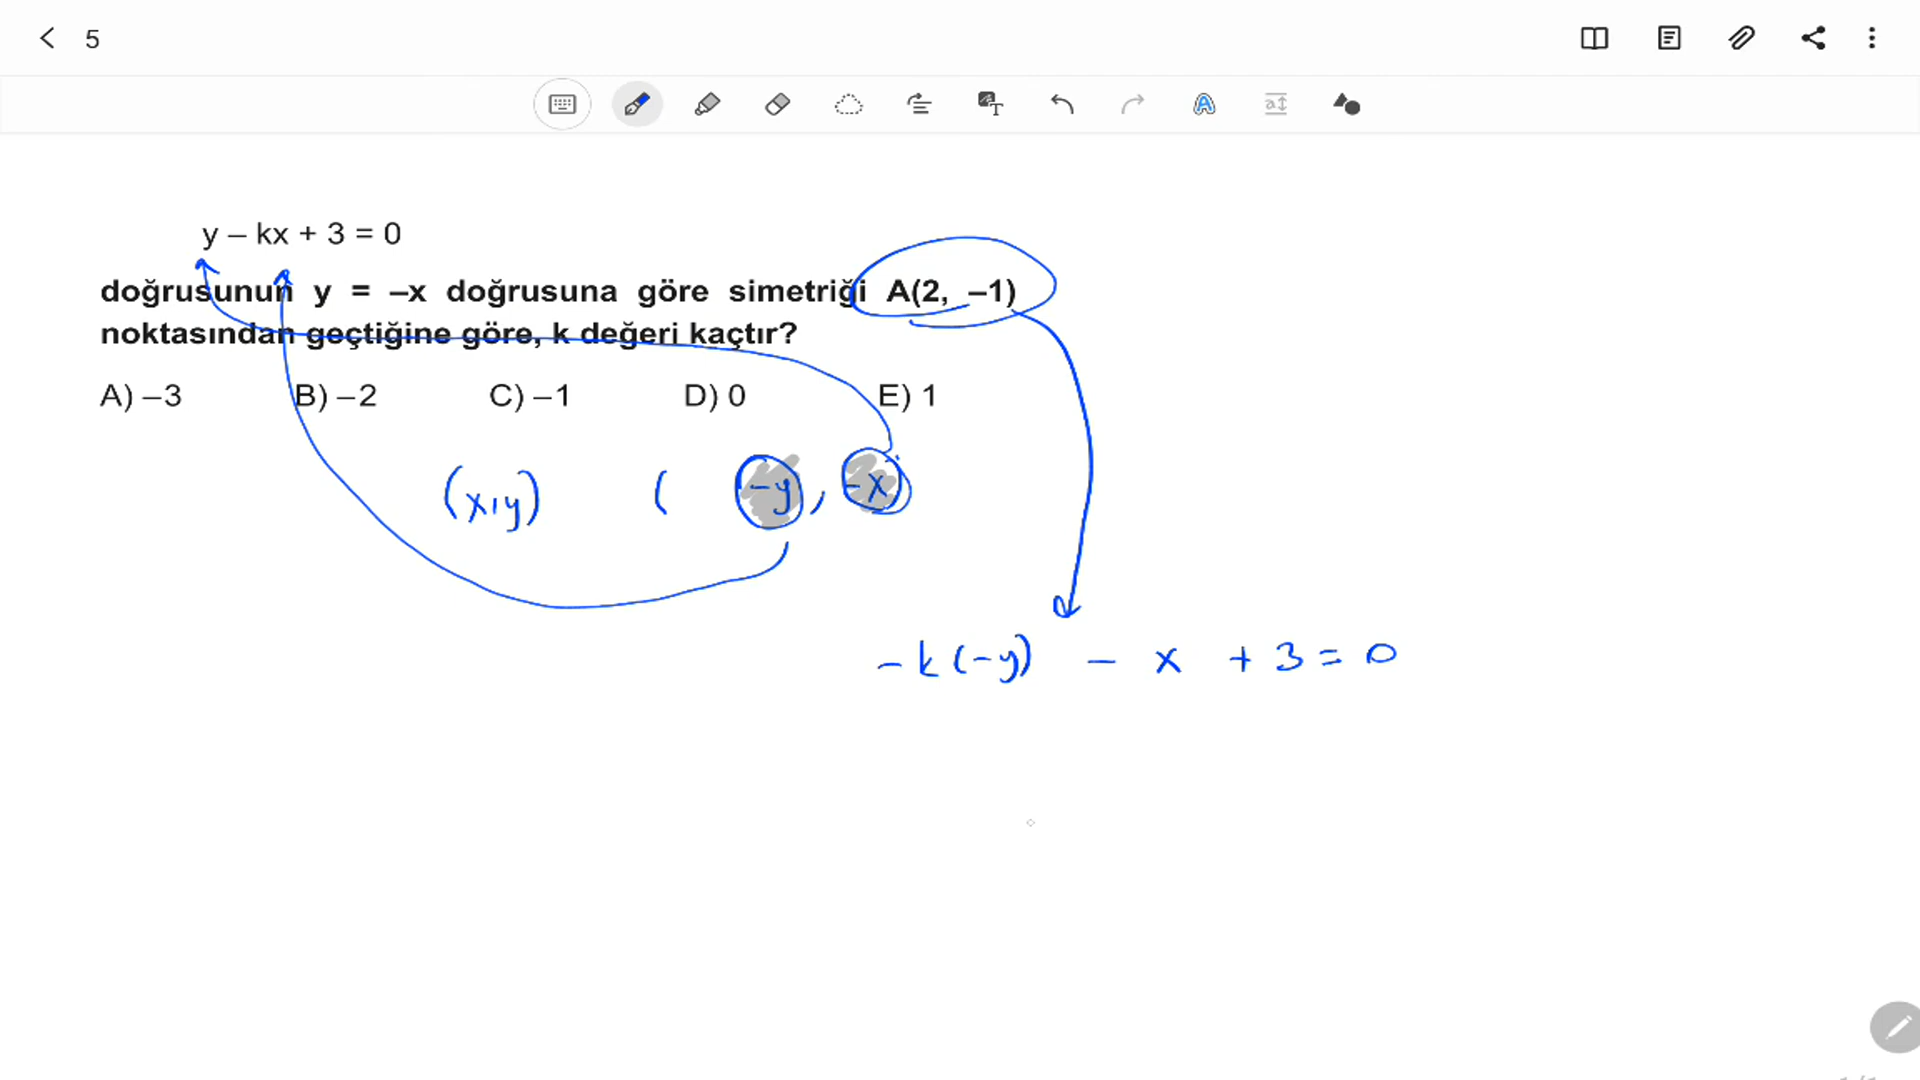 5
y – kx + 3 = 0
doğrusunun y = –x doğrusuna göre simetriği A(2, –1)
noktasından geçtiğine göre, k değeri kaçtır?
A) –3 B) –2 C) –1 D) 0 E) 1
(x,y) ( -y, -x
-k(-y) - x + 3 = 0